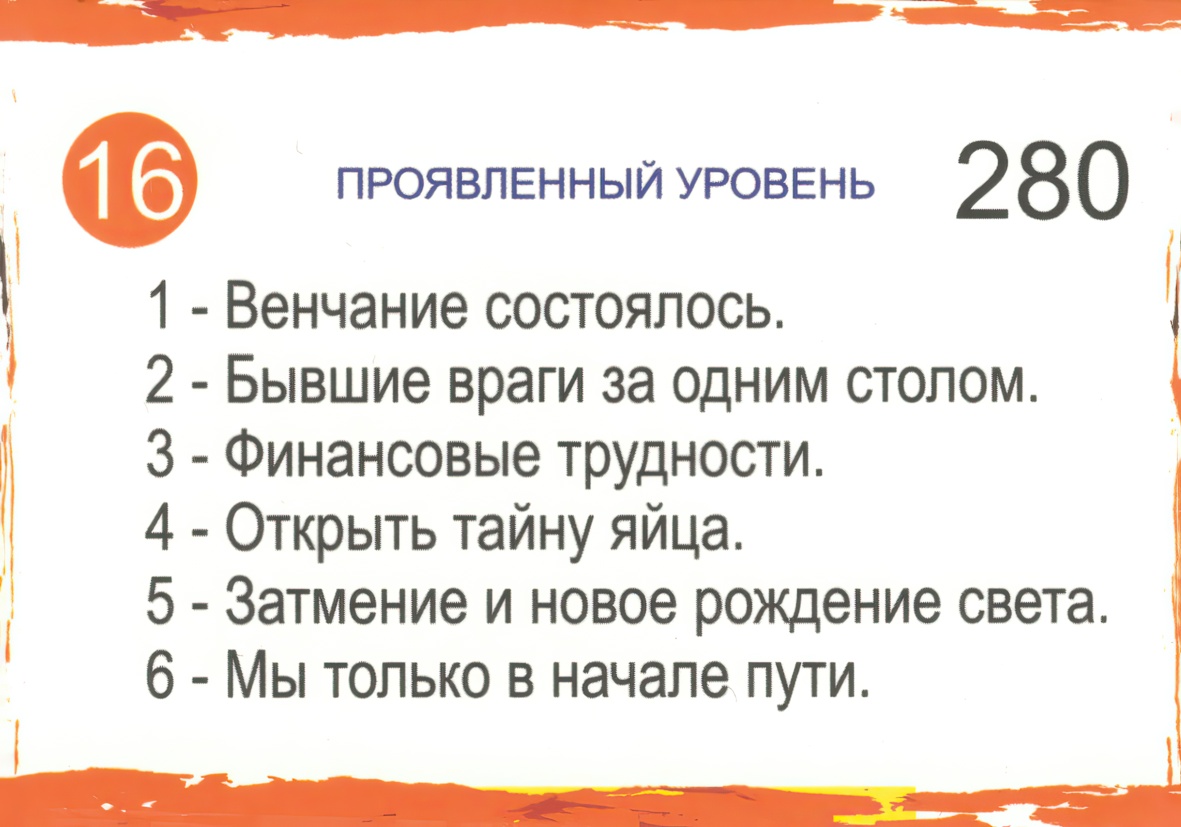 16 ПРОЯВЛЕННЫЙ УРОВЕНЬ 280
1 - Венчание состоялось.
2 - Бывшие враги за одним столом.
3 - Финансовые трудности.
4 - Открыть тайну яйца.
5 - Затмение и новое рождение света.
6 - Мы только в начале пути.